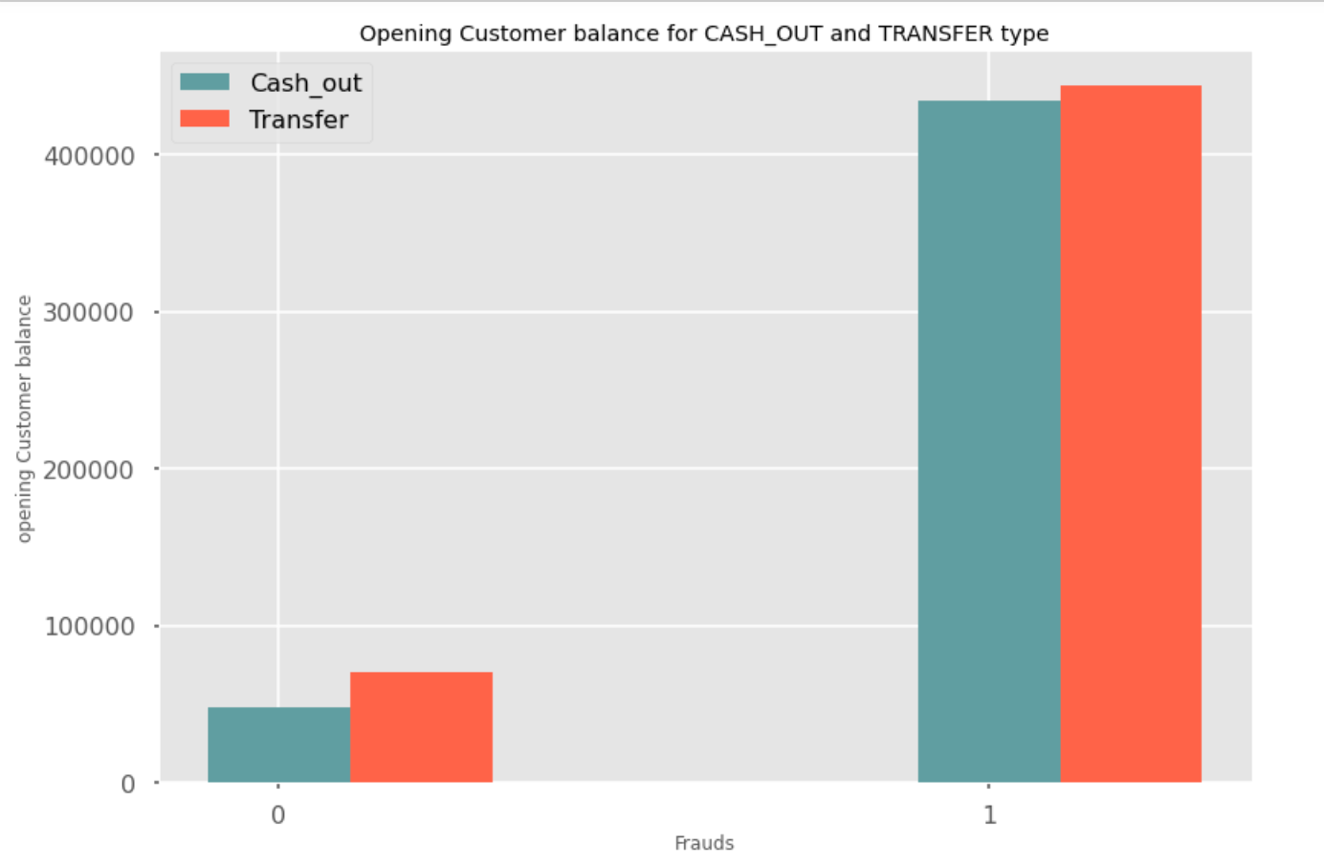 Opening Customer balance for CASH_OUT and TRANSFER type
Cash_out
Transfer
400000
300000
200000
100000
0
opening Customer balance
0
1
Frauds